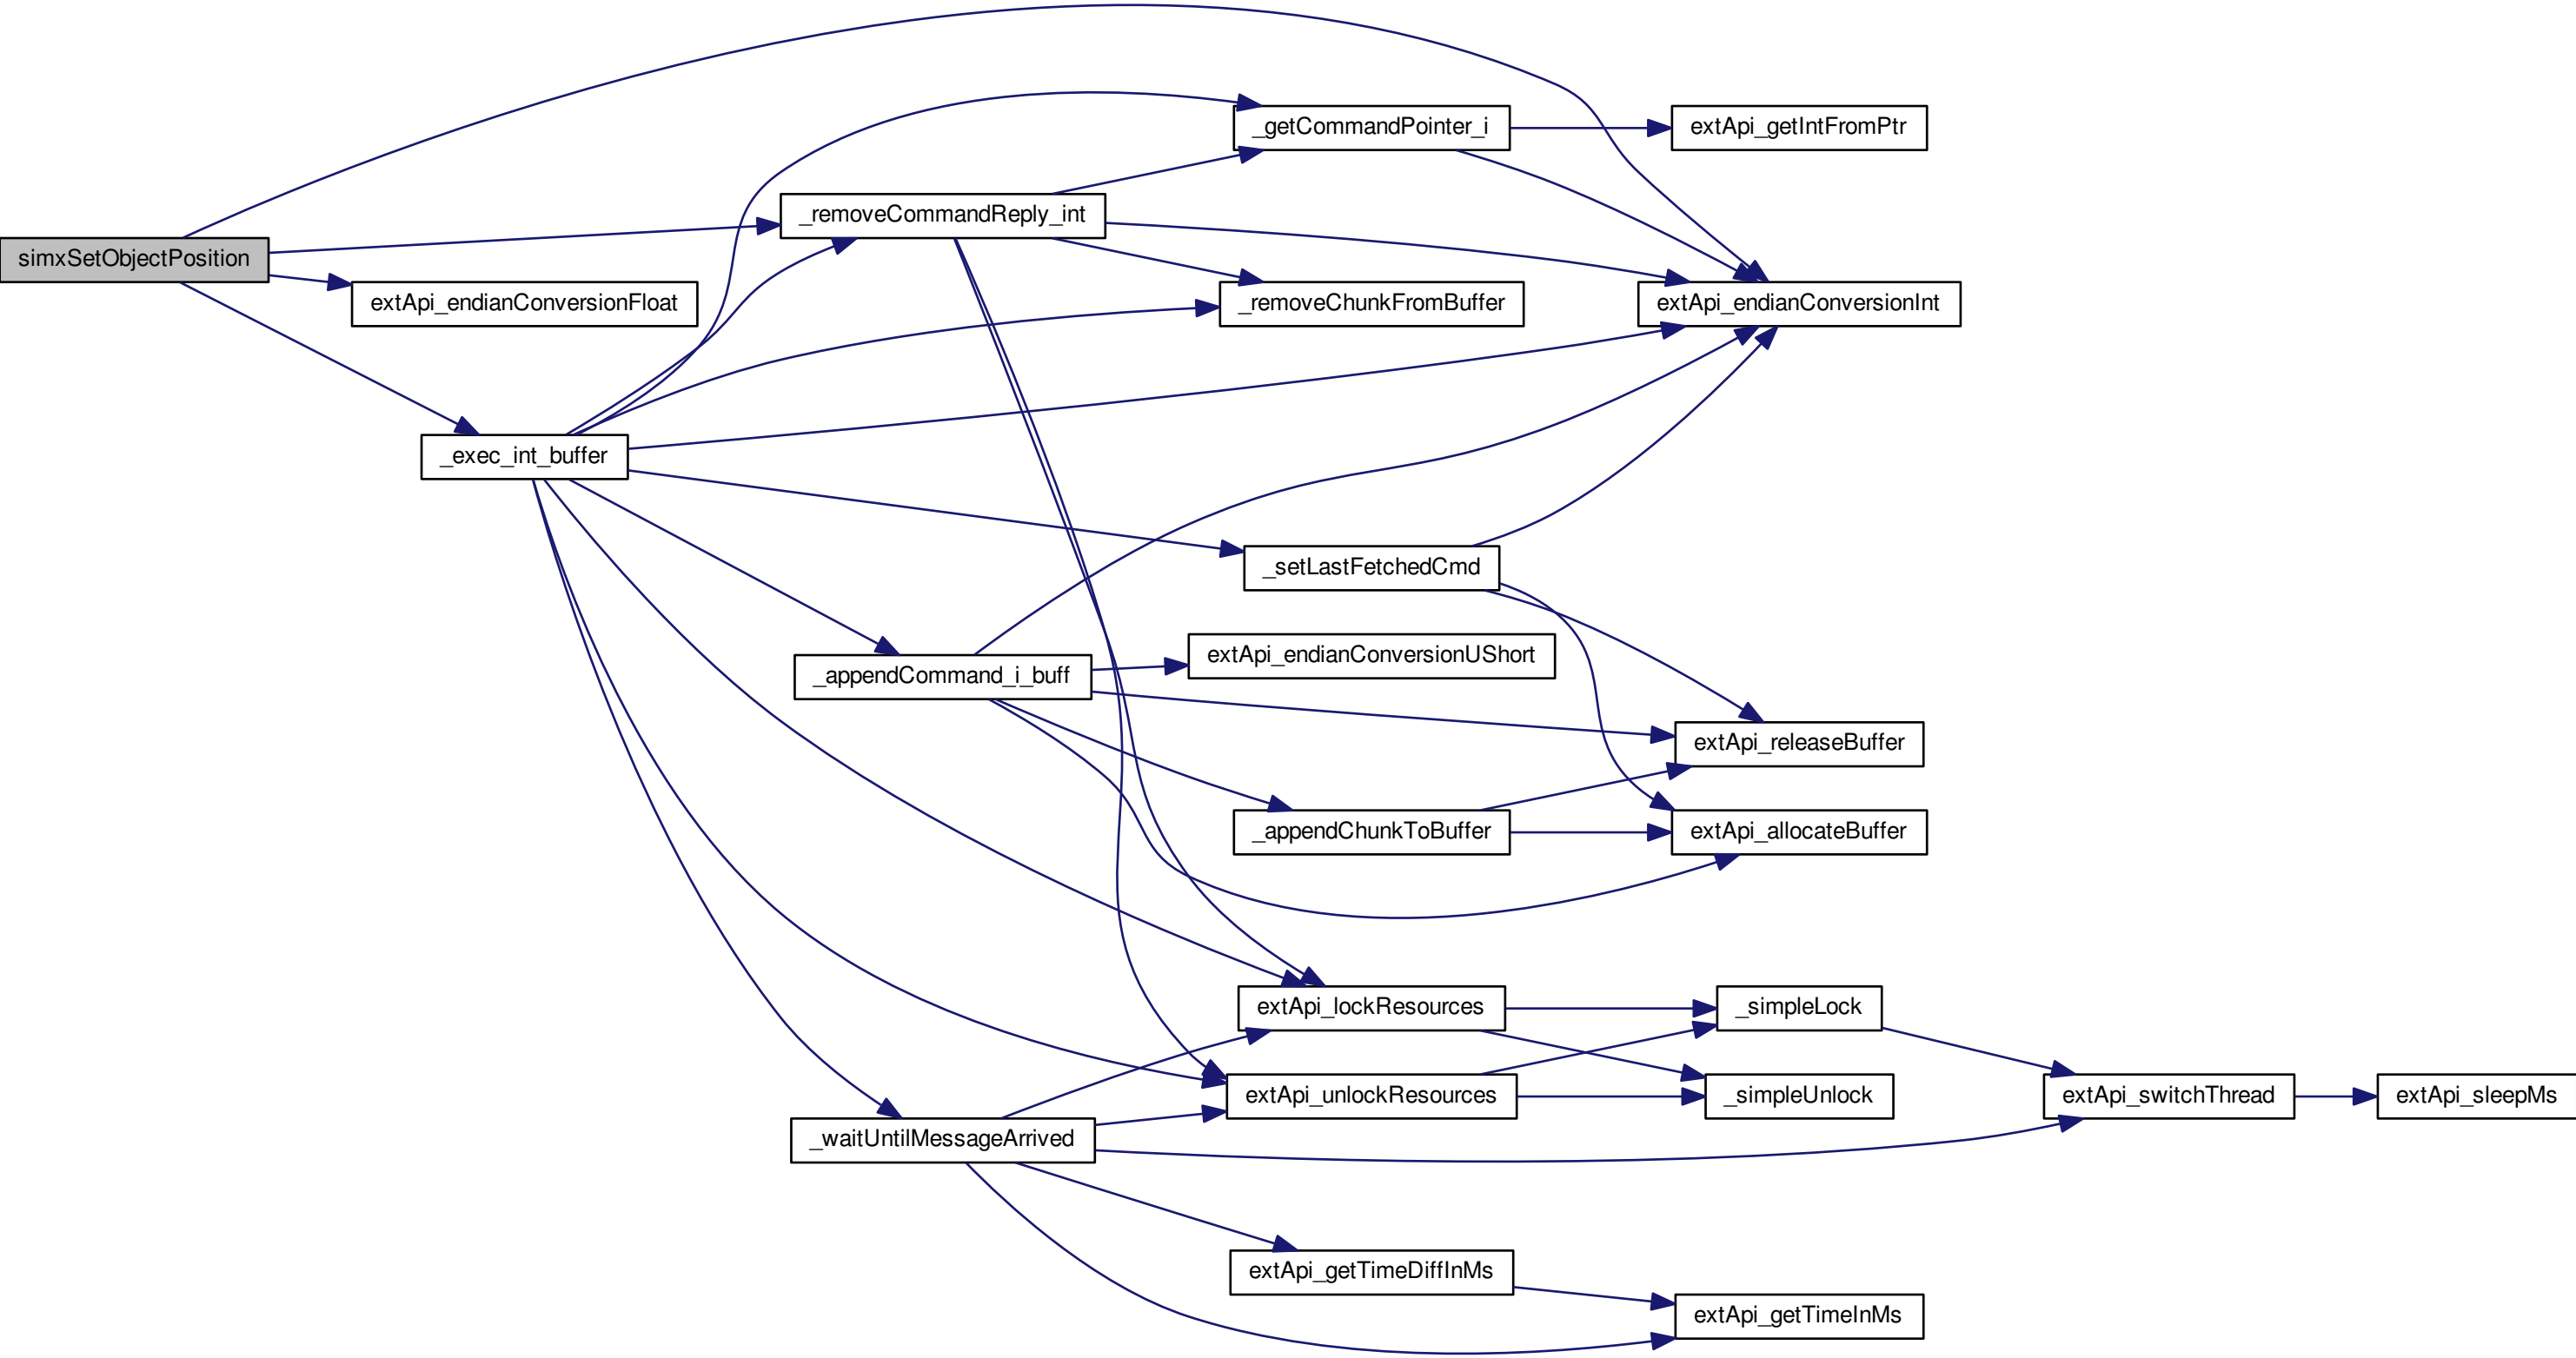 _getCommandPointer_i
extApi_getIntFromPtr
_removeCommandReply_int
simxSetObjectPosition
extApi_endianConversionFloat
_removeChunkFromBuffer
extApi_endianConversionInt
_exec_int_buffer
_setLastFetchedCmd
extApi_endianConversionUShort
_appendCommand_i_buff
extApi_releaseBuffer
_appendChunkToBuffer
extApi_allocateBuffer
extApi_lockResources
_simpleLock
extApi_unlockResources
_simpleUnlock
extApi_switchThread
extApi_sleepMs
_waitUntilMessageArrived
extApi_getTimeDiffInMs
extApi_getTimeInMs